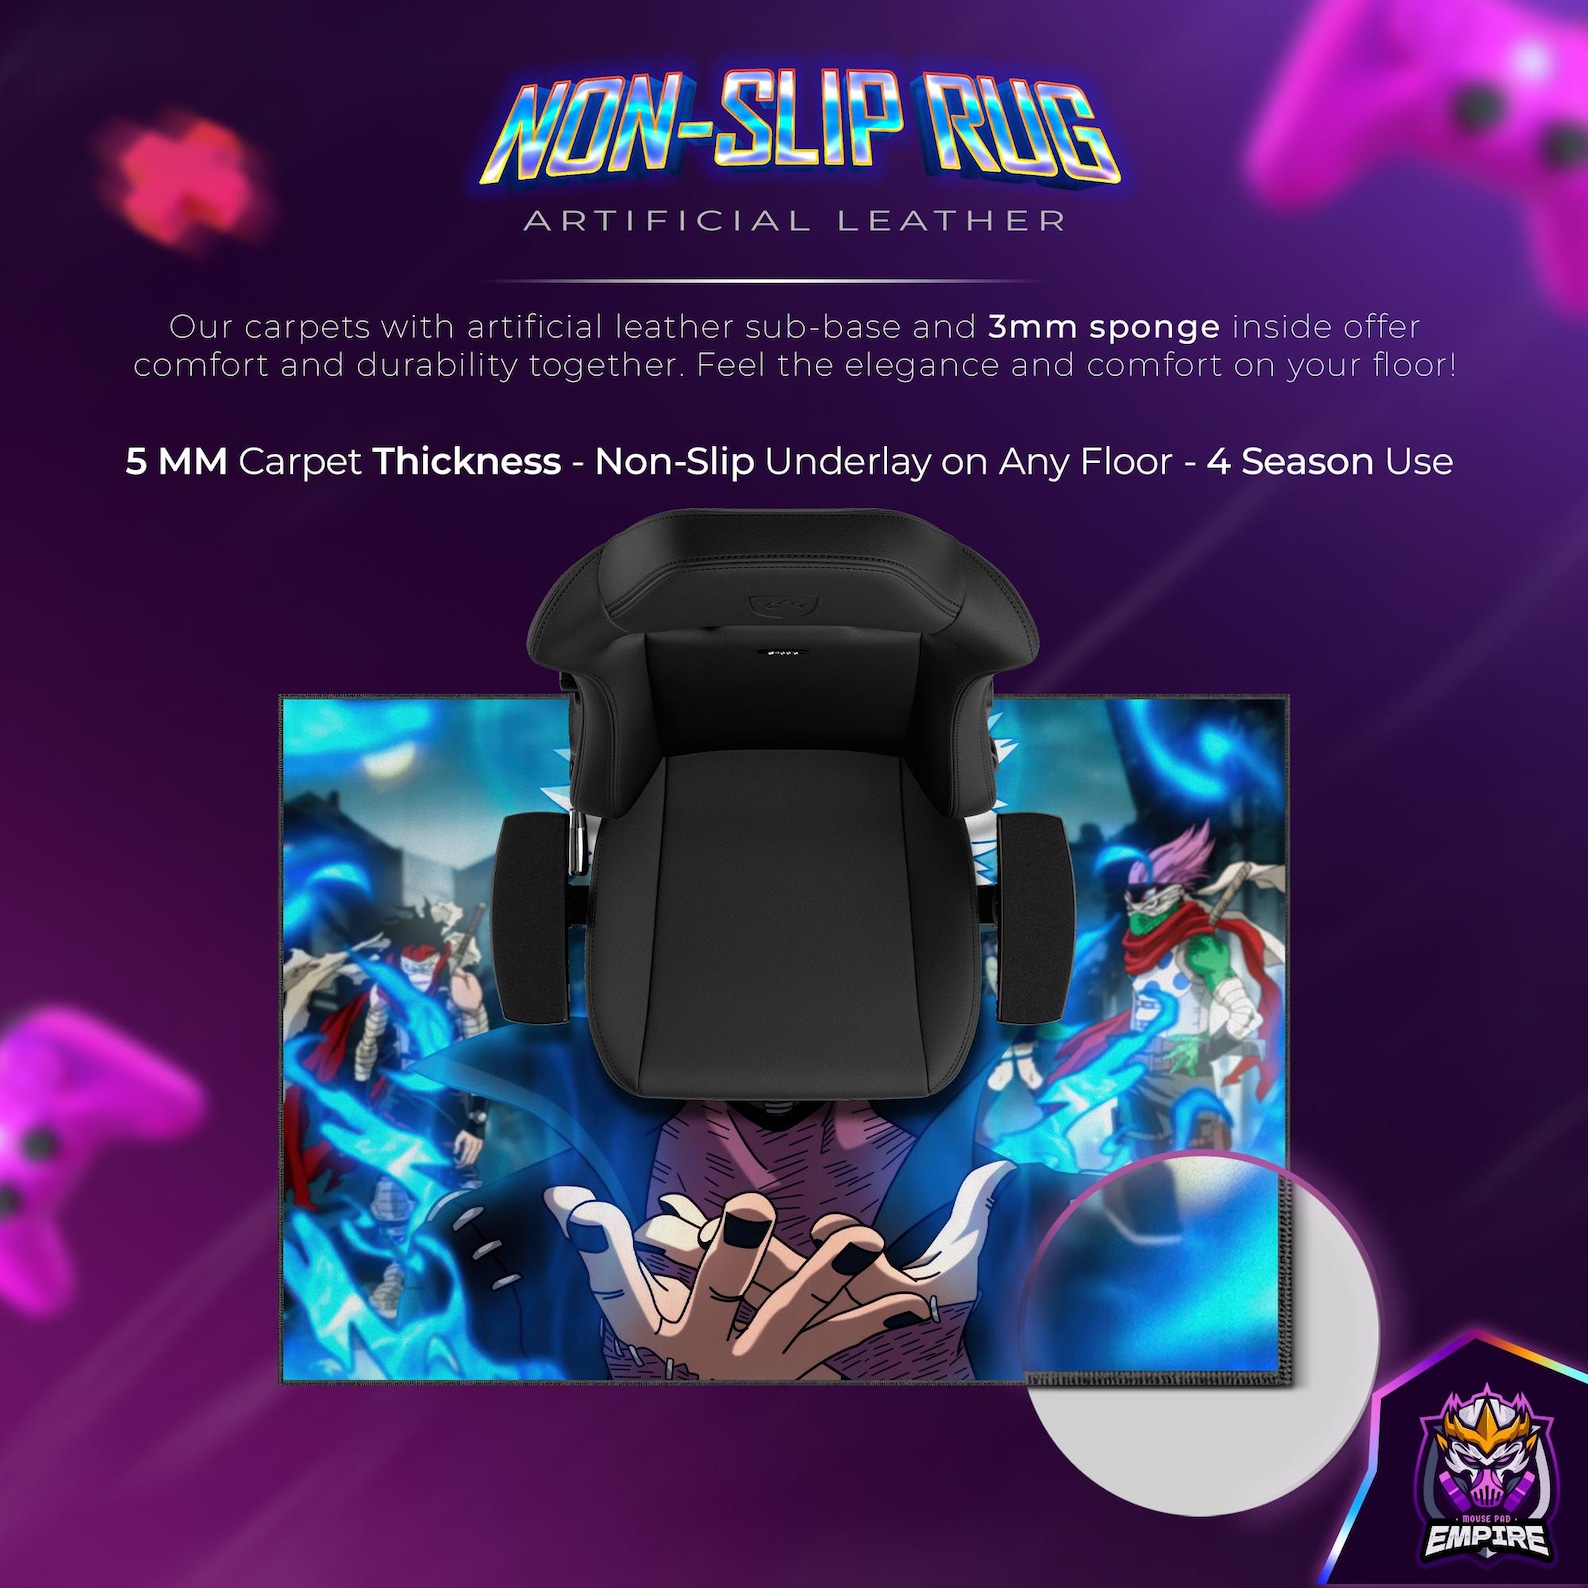 NON-SLIP RUG
ARTIFICIAL LEATHER
Our carpets with artificial leather sub-base and 3mm sponge inside offer
comfort and durability together. Feel the elegance and comfort on your floor!
5 MM Carpet Thickness - Non-Slip Underlay on Any Floor - 4 Season Use
MOUSE PAD
EMPIRE